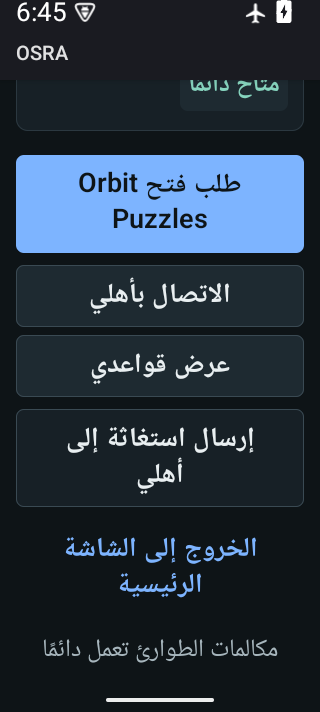 6:45
OSRA
متاح دائمًا
طلب فتح Orbit
Puzzles
الاتصال بأهلي
عرض قواعدي
إرسال استغاثة إلى
أهلي
الخروج إلى الشاشة
الرئيسية
مكالمات الطوارئ تعمل دائمًا